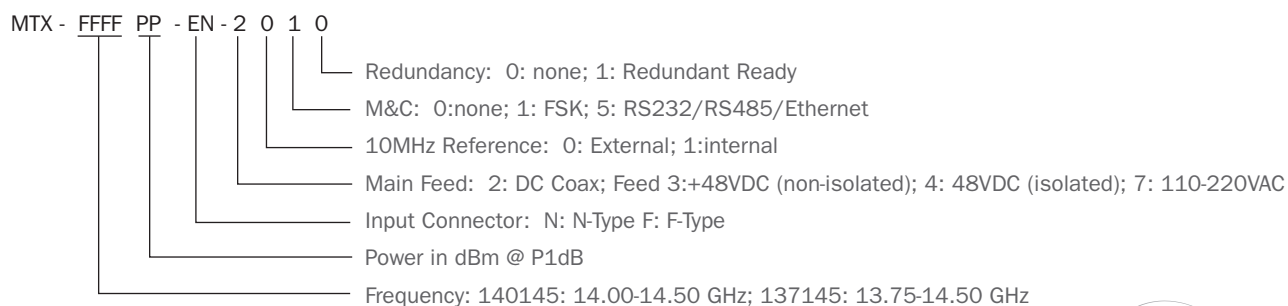 MTX - FFFF PP - EN - 2 0 1 0
Redundancy: 0: none; 1: Redundant Ready
M&C: 0:none; 1: FSK; 5: RS232/RS485/Ethernet
10MHz Reference: 0: External; 1:internal
Main Feed: 2: DC Coax; Feed 3:+48VDC (non-isolated); 4: 48VDC (isolated); 7: 110-220VAC
Input Connector: N: N-Type F: F-Type
Power in dBm @ P1dB
Frequency: 140145: 14.00-14.50 GHz; 137145: 13.75-14.50 GHz